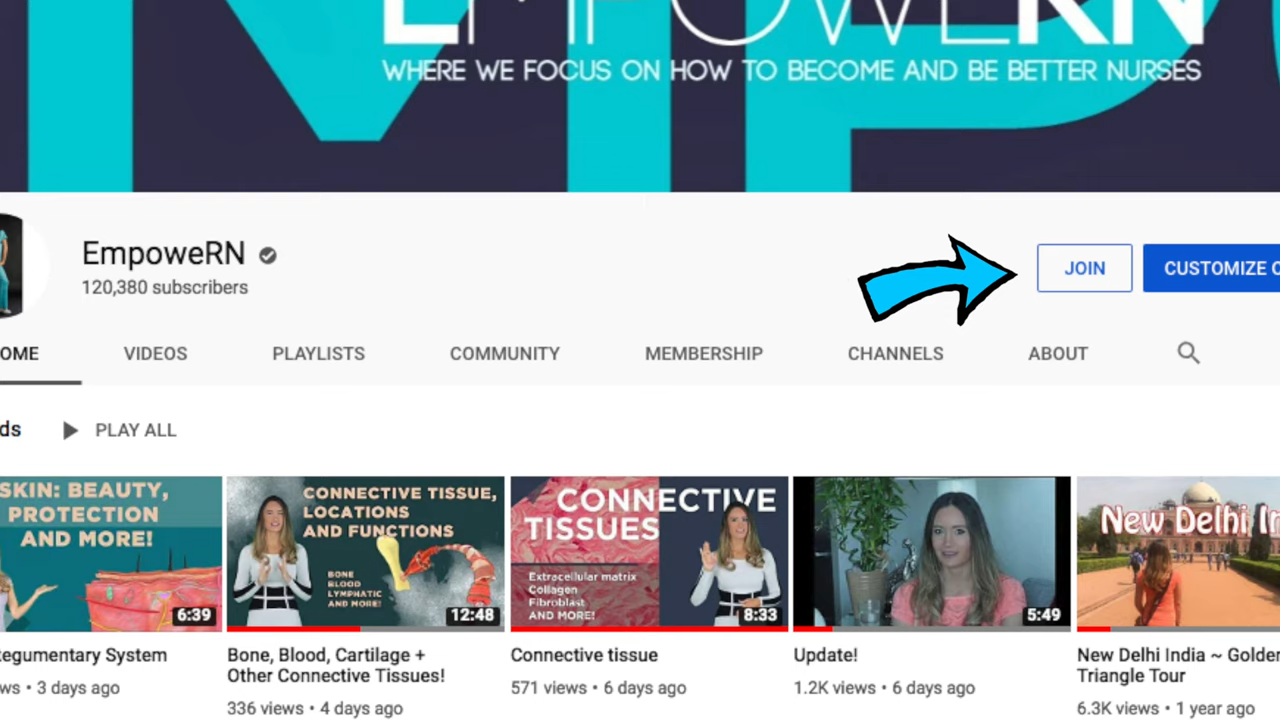 EMPOWERN
WHERE WE FOCUS ON HOW TO BECOME AND BE BETTER NURSES
EmpoweRN
120,380 subscribers
JOIN
CUSTOMIZE C
OME
VIDEOS
PLAYLISTS
COMMUNITY
MEMBERSHIP
CHANNELS
ABOUT
ds
PLAY ALL
SKIN: BEAUTY,
PROTECTION
AND MORE!
6:39
CONNECTIVE TISSUE,
LOCATIONS
AND FUNCTIONS
BONE
BLOOD
LYMPHATIC
AND MORE!
12:48
CONNECTIVE
TISSUES
Extracellular matrix
Collagen
Fibroblast
AND MORE!
8:33
5:49
New Delhi In
tegumentary System
ws • 3 days ago
Bone, Blood, Cartilage +
Other Connective Tissues!
336 views • 4 days ago
Connective tissue
571 views • 6 days ago
Update!
1.2K views • 6 days ago
New Delhi India ~ Golden
Triangle Tour
6.3K views • 1 year ago